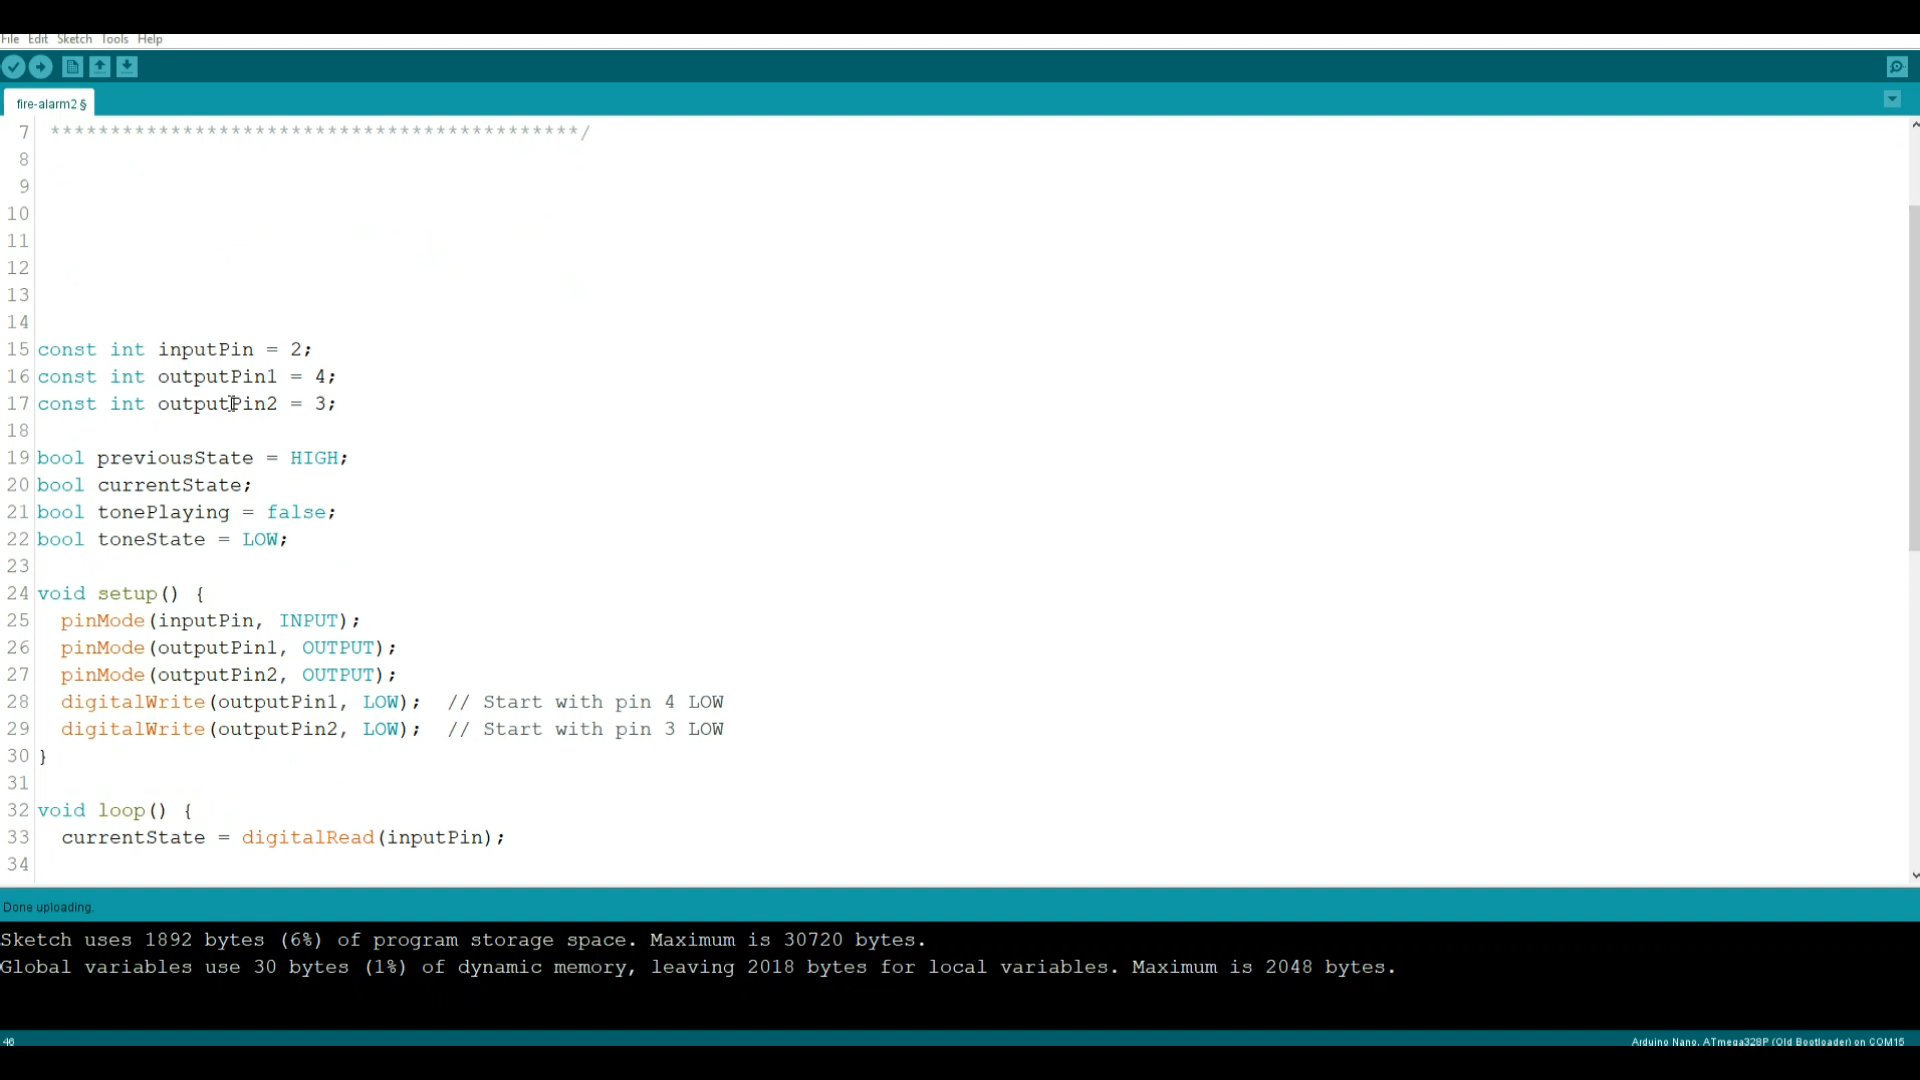 File Edit Sketch Tools Help
fire-alarm2 §
7 ********************************************/
8
9
10
11
12
13
14
15 const int inputPin = 2;
16 const int outputPin1 = 4;
17 const int outputPin2 = 3;
18
19 bool previousState = HIGH;
20 bool currentState;
21 bool tonePlaying = false;
22 bool toneState = LOW;
23
24 void setup() {
25   pinMode(inputPin, INPUT);
26   pinMode(outputPin1, OUTPUT);
27   pinMode(outputPin2, OUTPUT);
28   digitalWrite(outputPin1, LOW);  // Start with pin 4 LOW
29   digitalWrite(outputPin2, LOW);  // Start with pin 3 LOW
30 }
31
32 void loop() {
33   currentState = digitalRead(inputPin);
34
Done uploading.
Sketch uses 1892 bytes (6%) of program storage space. Maximum is 30720 bytes.
Global variables use 30 bytes (1%) of dynamic memory, leaving 2018 bytes for local variables. Maximum is 2048 bytes.
46 Arduino Nano, ATmega328P (Old Bootloader) on COM15